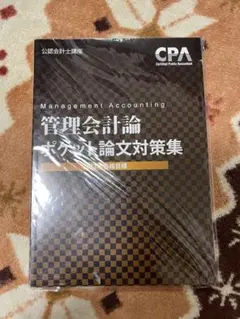 公認会計士講座
CPA
Certified Public Accountant
Management Accounting
管理会計論
ポケット論文対策集